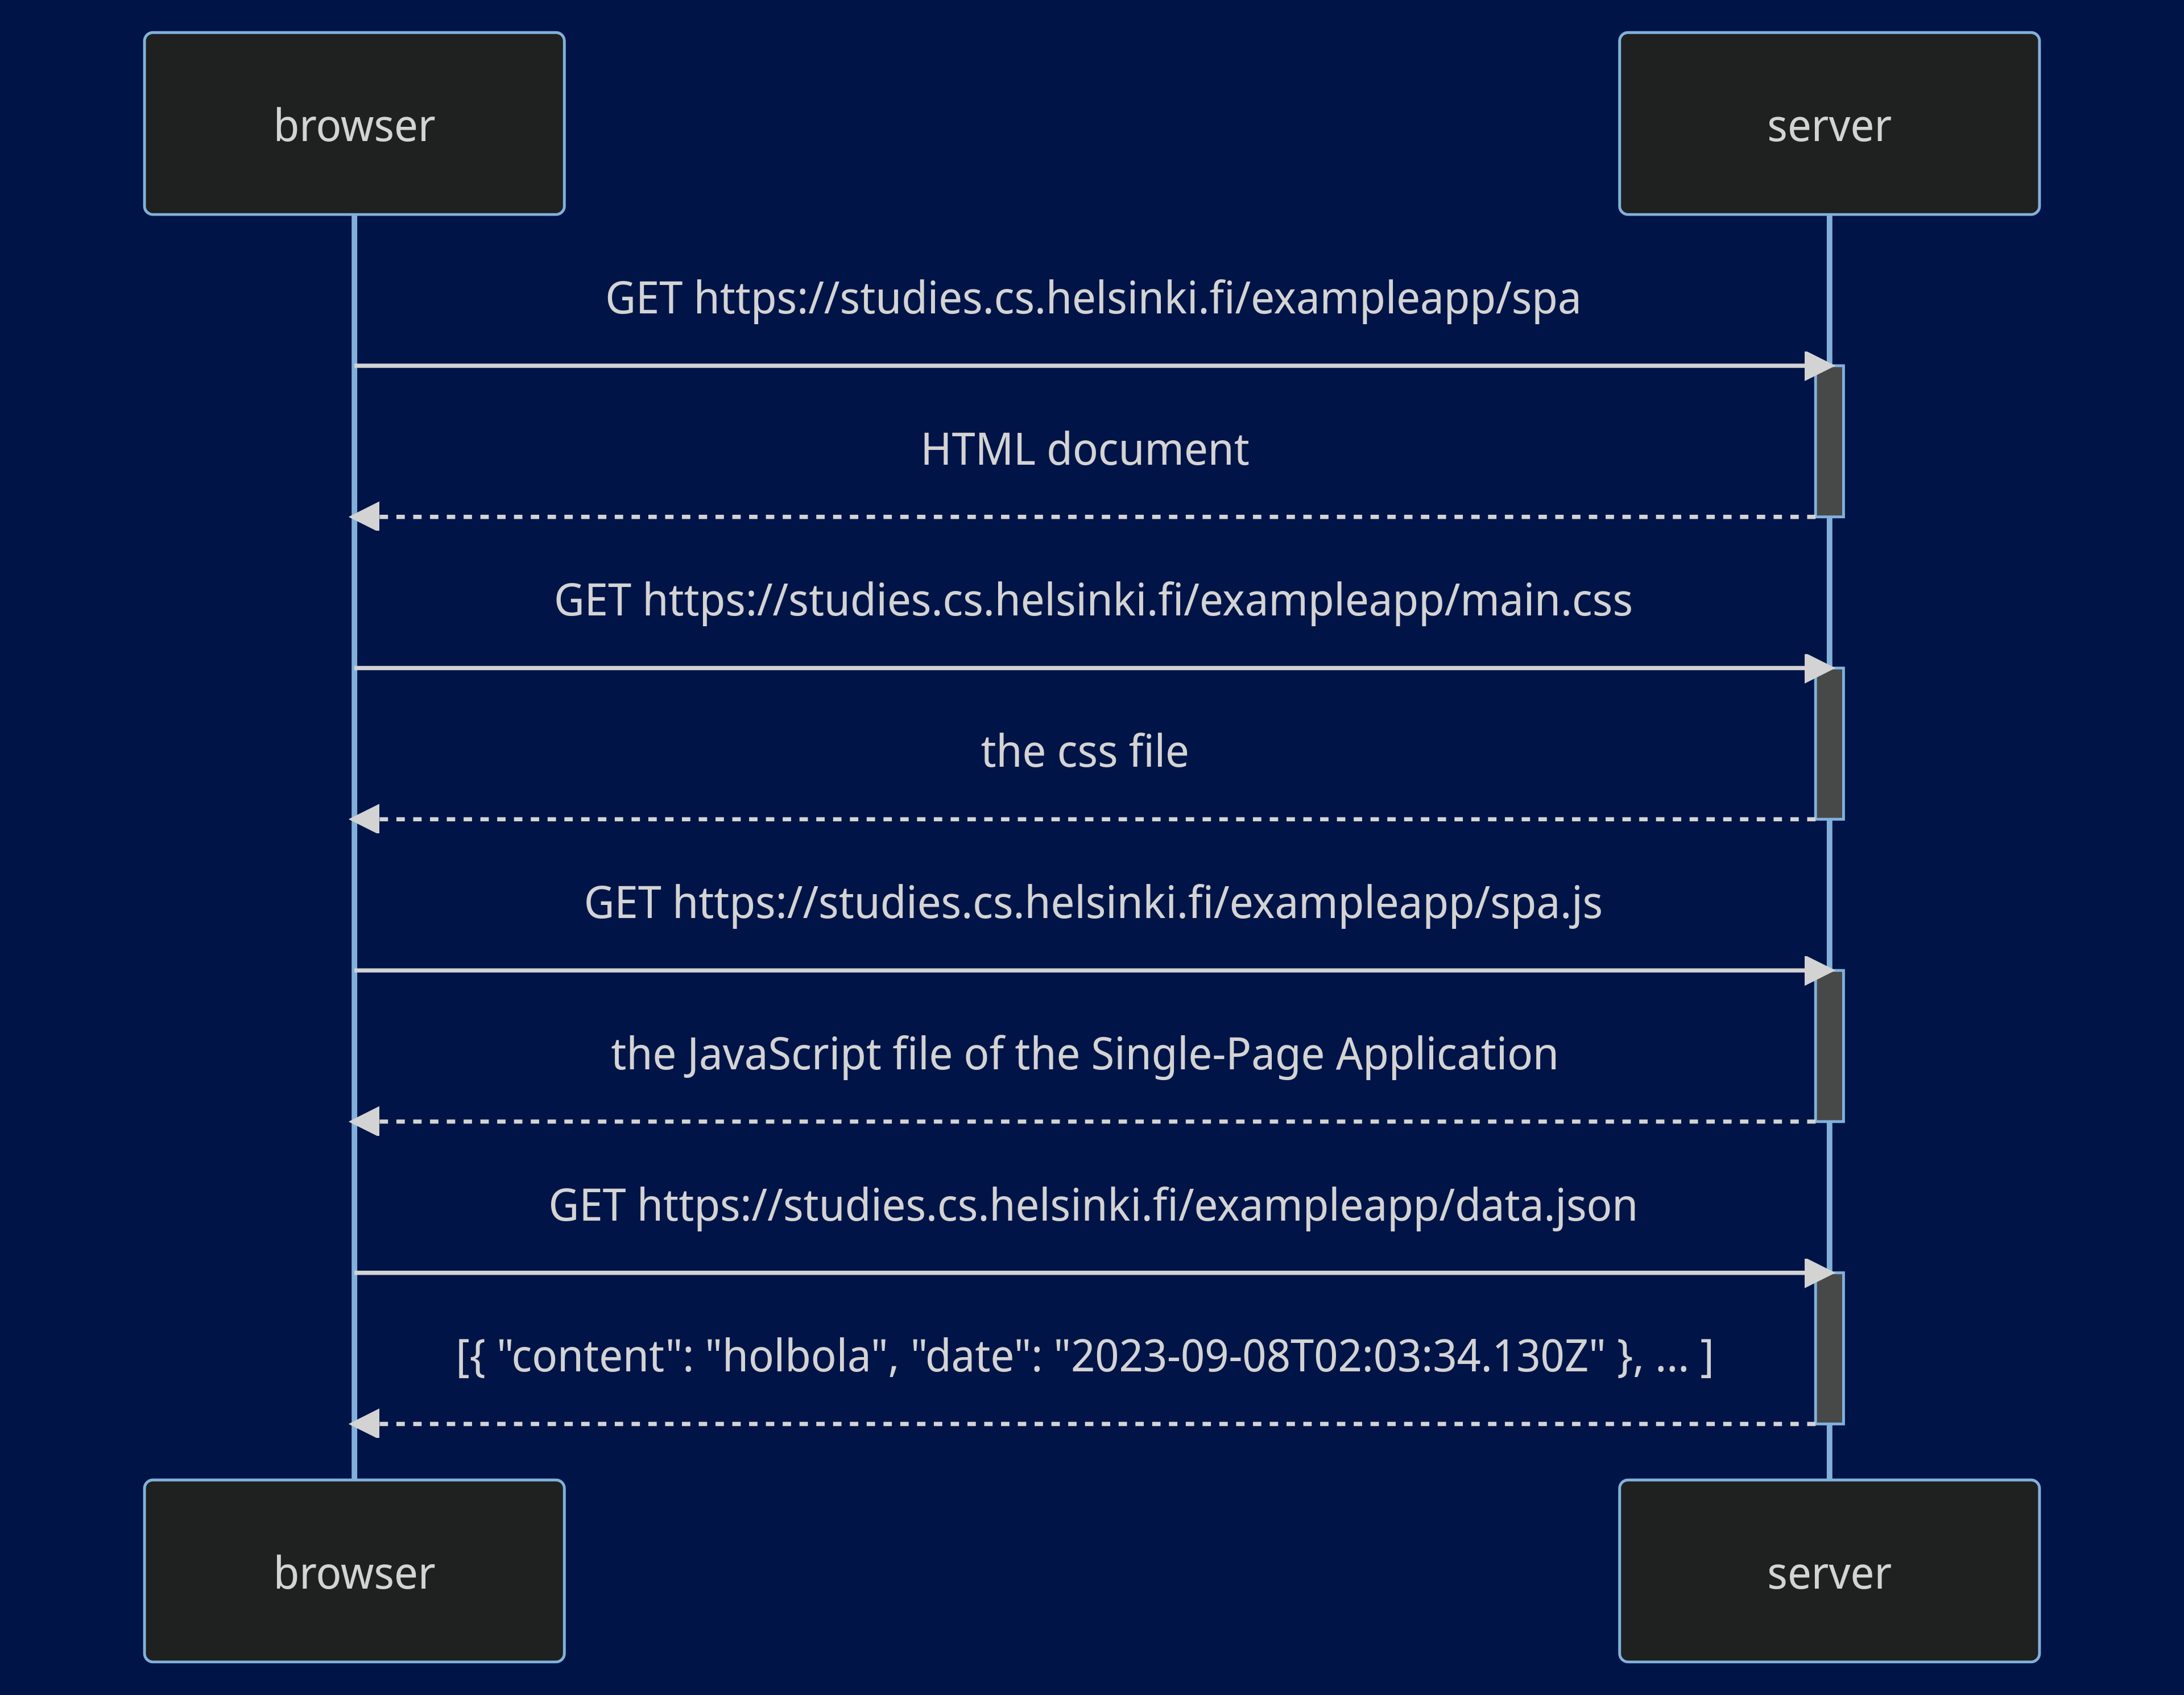 browser
server
GET https://studies.cs.helsinki.fi/exampleapp/spa
HTML document
GET https://studies.cs.helsinki.fi/exampleapp/main.css
the css file
GET https://studies.cs.helsinki.fi/exampleapp/spa.js
the JavaScript file of the Single-Page Application
GET https://studies.cs.helsinki.fi/exampleapp/data.json
[{ "content": "holbola", "date": "2023-09-08T02:03:34.130Z" }, ... ]
browser
server